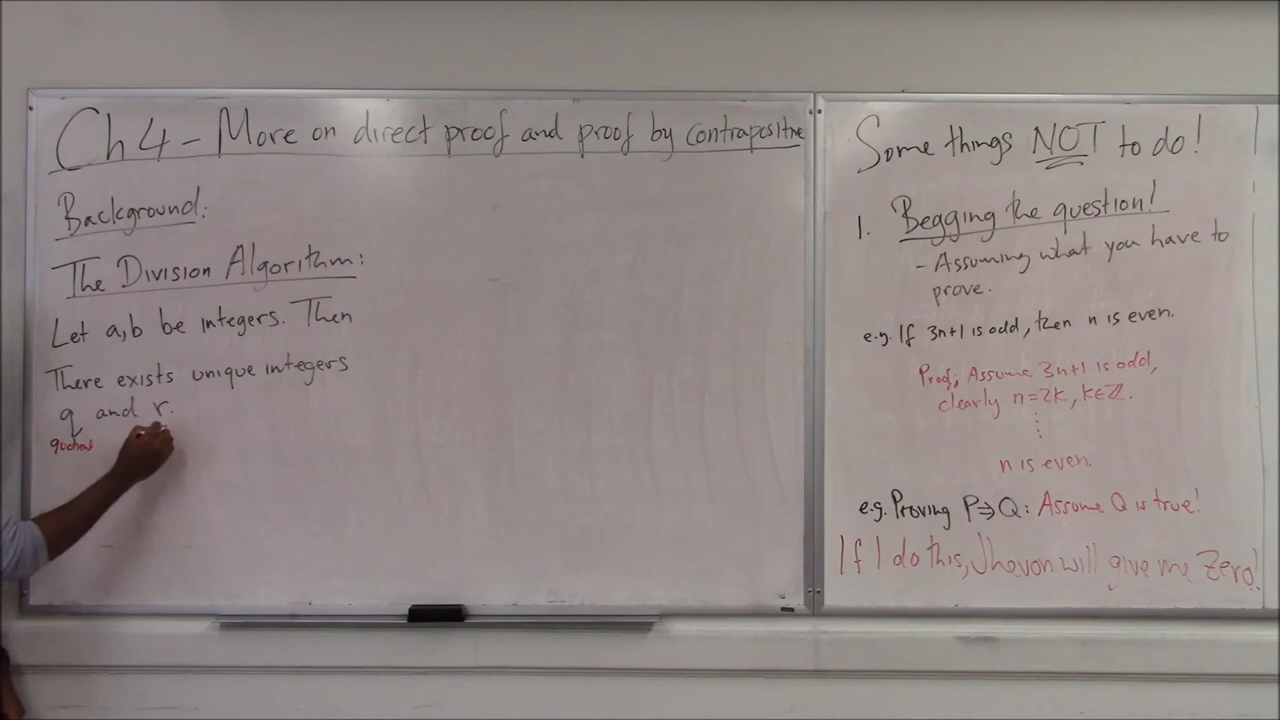 Ch 4 - More on direct proof and proof by contrapositive
Background:
The Division Algorithm:
Let a,b be integers. Then
There exists unique integers
q and r.
Some things NOT to do!
1. Begging the question!
- Assuming what you have to
prove.
e.g. If 3n+1 is odd, then n is even.
Proof: Assume 3n+1 is odd,
clearly n=2k, k∈ℤ.
⋮
n is even.
e.g. Proving P⇒Q: Assume Q is true!
If I do this, Jhevon will give me Zero!